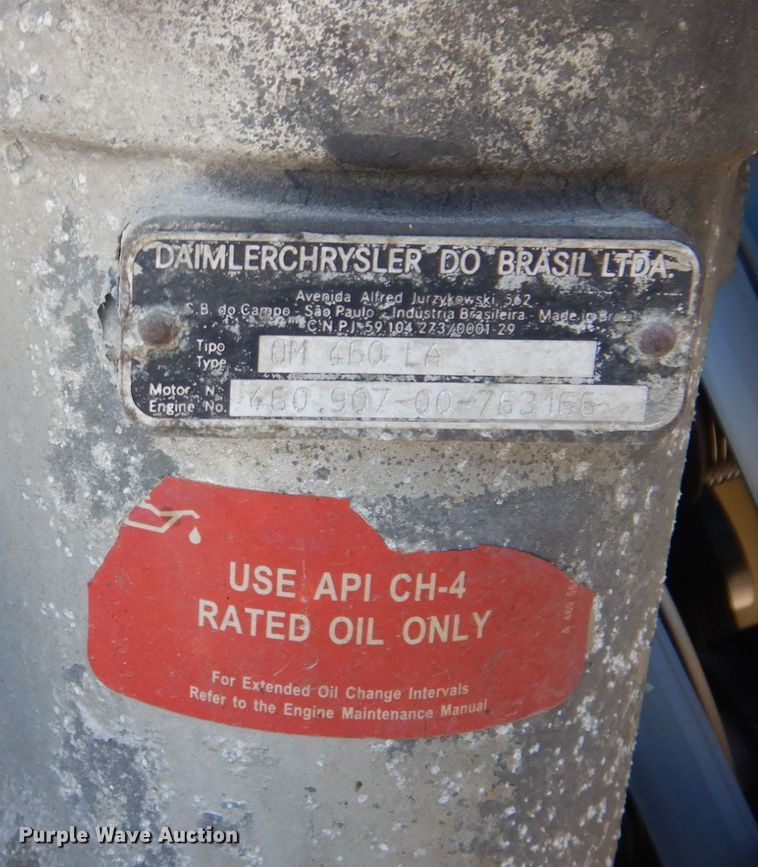 DAIMLERCHRYSLER DO BRASIL LTDA.
Avenida Alfred Jurzykowski 562
S.B. do Campo - São Paulo - Indústria Brasileira. Made in
C.N.P.J. 59.104.273/0001-29
Tipo
Type
OM 460 LA
Motor N.
Engine No.
460.907-00-763166
USE API CH-4
RATED OIL ONLY
For Extended Oil Change Intervals
Refer to the Engine Maintenance Manual
A 460
Purple Wave Auction